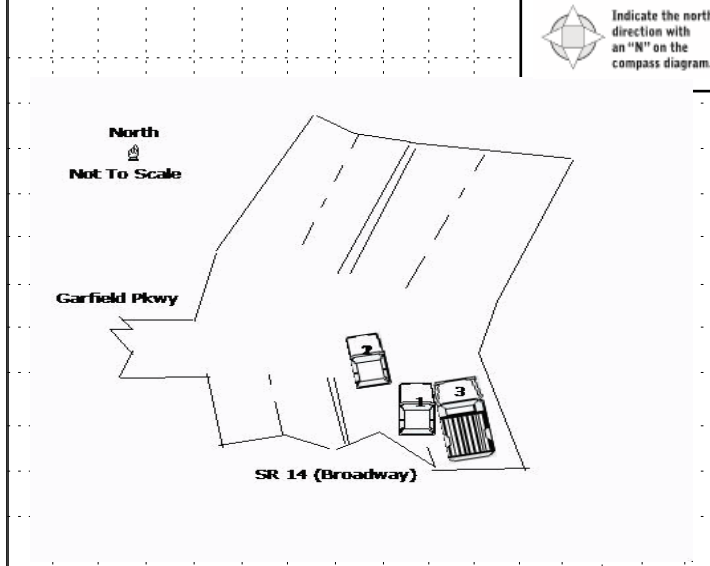 Indicate the north
direction with
an "N" on the
compass diagram.
North
Not To Scale
Garfield Pkwy
2
1
3
SR 14 (Broadway)